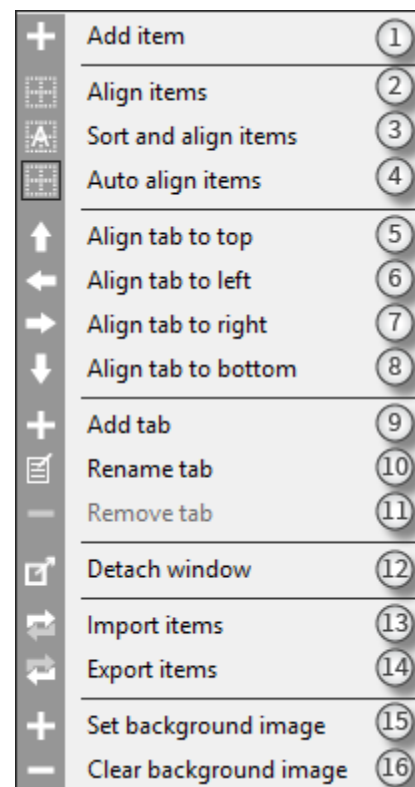 Add item 1
Align items 2
A Sort and align items 3
Auto align items 4
Align tab to top 5
Align tab to left 6
Align tab to right 7
Align tab to bottom 8
Add tab 9
Rename tab 10
Remove tab 11
Detach window 12
Import items 13
Export items 14
Set background image 15
Clear background image 16